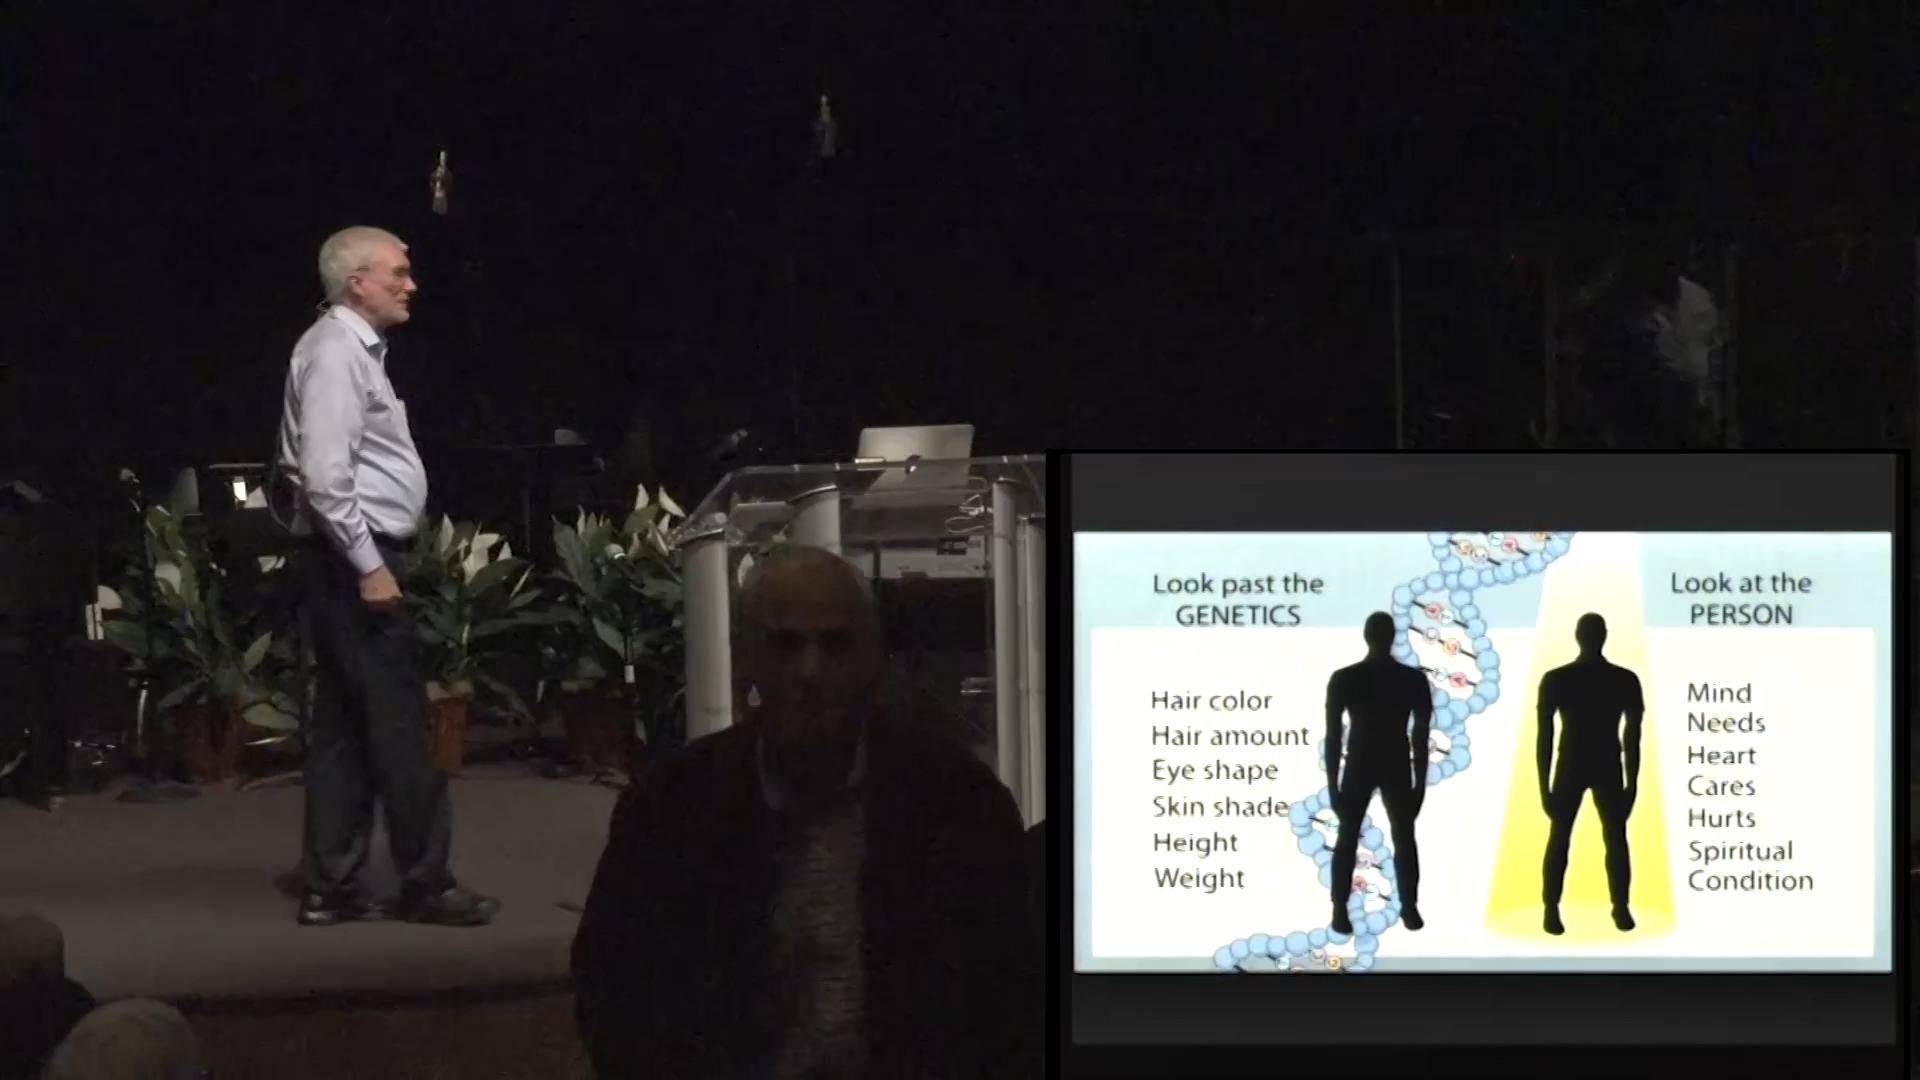 Look past the
GENETICS
Hair color
Hair amount
Eye shape
Skin shade
Height
Weight
Look at the
PERSON
Mind
Needs
Heart
Cares
Hurts
Spiritual
Condition